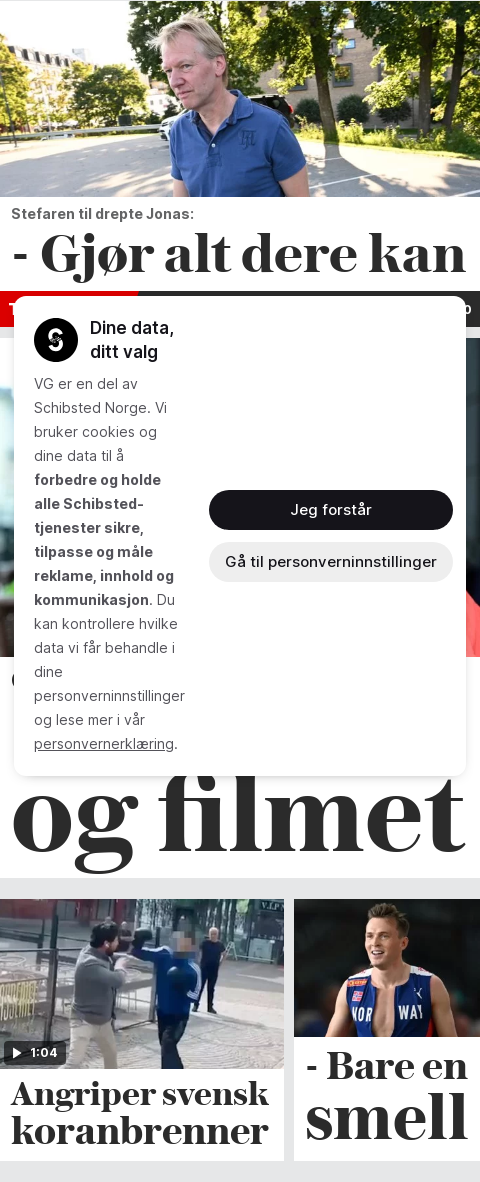 Stefaren til drepte Jonas:
- Gjør alt dere kan
Dine data,
ditt valg
VG er en del av
Schibsted Norge. Vi
bruker cookies og
dine data til å
forbedre og holde
alle Schibsted-
tjenester sikre,
tilpasse og måle
reklame, innhold og
kommunikasjon. Du
kan kontrollere hvilke
data vi får behandle i
dine
personverninnstillinger
og lese mer i vår
personvernerklæring.
Jeg forstår
Gå til personverninnstillinger
og filmet
1:04
Angriper svensk
koranbrenner
NORWAY
- Bare en
smell